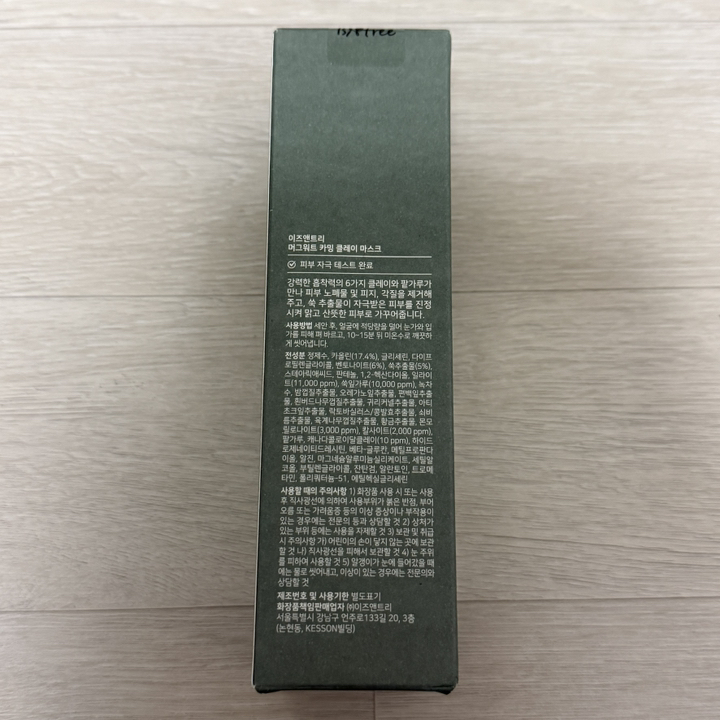 이즈앤트리
머그워트 카밍 클레이 마스크
피부 자극 테스트 완료
강력한 흡착력의 6가지 클레이와 팥가루가
만나 피부 노폐물 및 피지, 각질을 제거해
주고, 쑥 추출물이 자극받은 피부를 진정
시켜 맑고 산뜻한 피부로 가꾸어줍니다.
사용방법 세안 후, 얼굴에 적당량을 덜어 눈가와 입
가를 피해 펴 바르고, 10~15분 뒤 미온수로 깨끗하
게 씻어냅니다.
전성분 정제수, 카올린(17.4%), 글리세린, 다이프
로필렌글라이콜, 벤토나이트(6%), 쑥추출물(5%),
스테아릭애씨드, 판테놀, 1,2-헥산다이올, 일라이
트(11,000 ppm), 쑥잎가루(10,000 ppm), 녹차
수, 밤껍질추출물, 오레가노잎추출물, 편백잎추출
물, 흰버드나무껍질추출물, 귀리커넬추출물, 아티
초크잎추출물, 락토바실러스/콩발효추출물, 쇠비
름추출물, 육계나무껍질추출물, 황금추출물, 몬모
릴로나이트(3,000 ppm), 칼사이트(2,000 ppm),
팥가루, 캐나다콜로이달클레이(10 ppm), 하이드
로제네이티드레시틴, 베타-글루칸, 메틸프로판다
이올, 알진, 마그네슘알루미늄실리케이트, 세틸알
코올, 부틸렌글라이콜, 잔탄검, 알란토인, 트로메
타민, 폴리쿼터늄-51, 에틸헥실글리세린
사용할 때의 주의사항 1) 화장품 사용 시 또는 사용
후 직사광선에 의하여 사용부위가 붉은 반점, 부어
오름 또는 가려움증 등의 이상 증상이나 부작용이
있는 경우에는 전문의 등과 상담할 것 2) 상처가
있는 부위 등에는 사용을 자제할 것 3) 보관 및 취급
시 주의사항 가) 어린이의 손이 닿지 않는 곳에 보관
할 것 나) 직사광선을 피해서 보관할 것 4) 눈 주위
를 피하여 사용할 것 5) 알갱이가 눈에 들어갔을 때
에는 물로 씻어내고, 이상이 있는 경우에는 전문의와
상담할 것
제조번호 및 사용기한 별도표기
화장품책임판매업자 ㈜이즈앤트리
서울특별시 강남구 언주로133길 20, 3층
(논현동, KESSON빌딩)